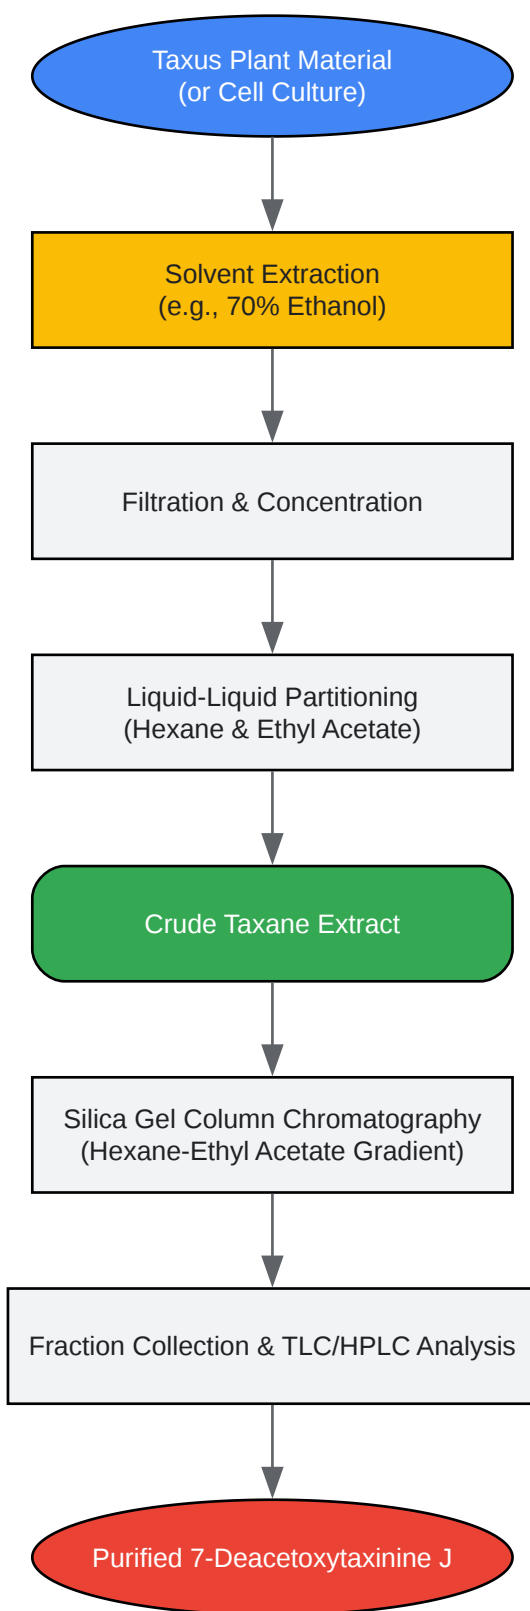 Taxus Plant Material
(or Cell Culture)
Solvent Extraction
(e.g., 70% Ethanol)
Filtration & Concentration
Liquid-Liquid Partitioning
(Hexane & Ethyl Acetate)
Crude Taxane Extract
Silica Gel Column Chromatography
(Hexane-Ethyl Acetate Gradient)
Fraction Collection & TLC/HPLC Analysis
Purified 7-Deacetoxytaxinine J